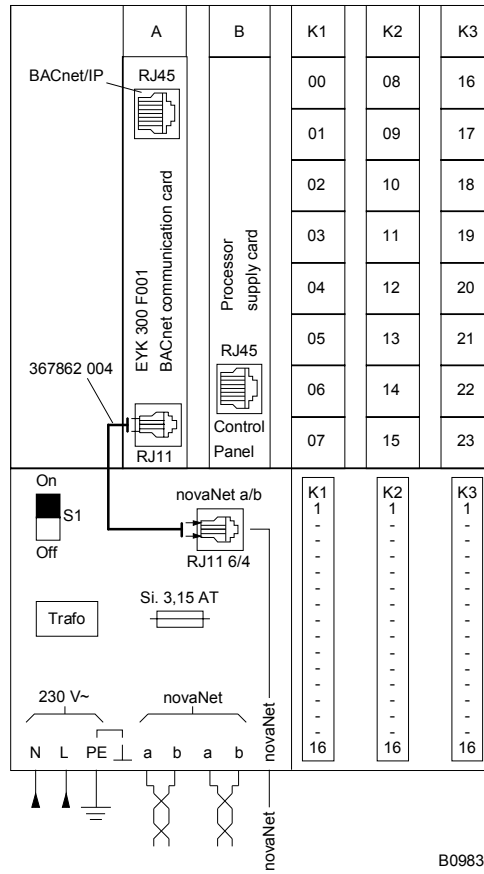 A B K1 K2 K3
BACnet/IP RJ45
00 08 16
01 09 17
02 10 18
03 11 19
04 12 20
05 13 21
06 14 22
07 15 23
EYK 300 F001
BACnet communication card
Processor
supply card
RJ45
Control
Panel
367862 004
RJ11
On
S1
Off
novaNet a/b
RJ11 6/4
Si. 3,15 AT
Trafo
230 V~ novaNet
N L PE a b a b
novaNet
novaNet
K1 K2 K3
1 1 1
- - -
- - -
- - -
- - -
- - -
- - -
- - -
- - -
- - -
- - -
- - -
- - -
- - -
- - -
16 16 16
B09833